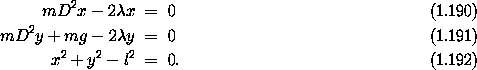 mD²x − 2λx = 0 (1.190)
mD²y + mg − 2λy = 0 (1.191)
x² + y² − l² = 0. (1.192)